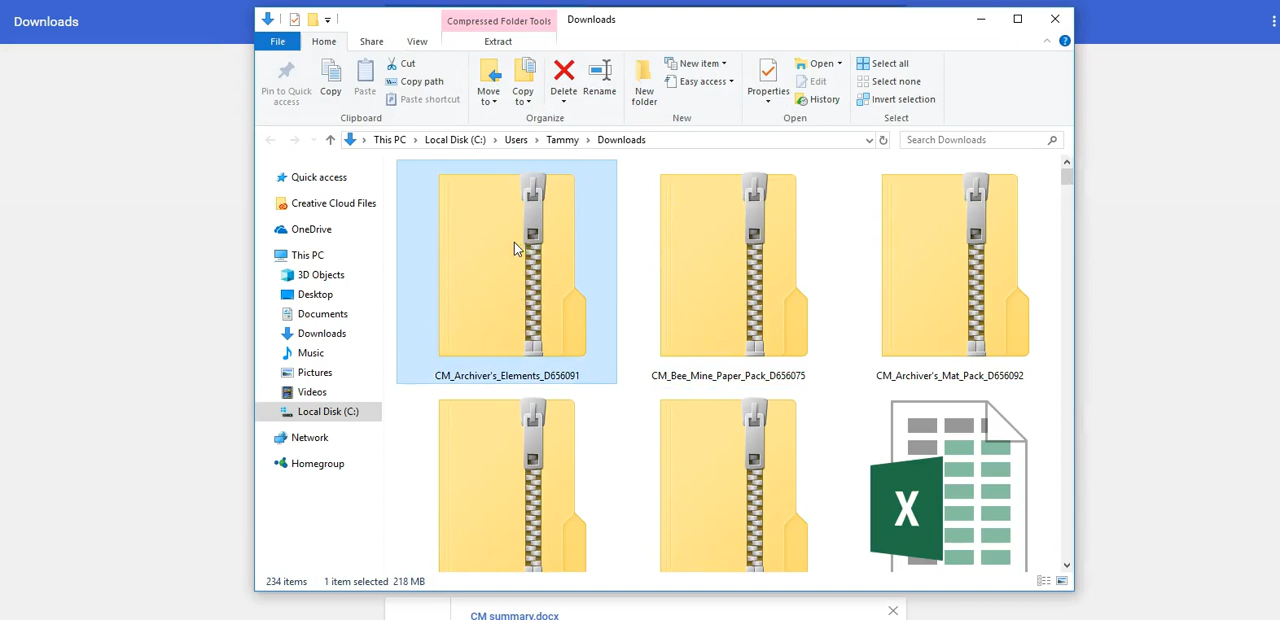 Downloads
Compressed Folder Tools
Downloads
File
Home
Share
View
Extract
Pin to Quick access
Copy
Paste
Cut
Copy path
Paste shortcut
Clipboard
Move to
Copy to
Delete
Rename
Organize
New folder
New item
Easy access
New
Properties
Open
Edit
History
Open
Select all
Select none
Invert selection
Select
This PC > Local Disk (C:) > Users > Tammy > Downloads
Search Downloads
Quick access
Creative Cloud Files
OneDrive
This PC
3D Objects
Desktop
Documents
Downloads
Music
Pictures
Videos
Local Disk (C:)
Network
Homegroup
CM_Archiver's_Elements_D656091
CM_Bee_Mine_Paper_Pack_D656075
CM_Archiver's_Mat_Pack_D656092
X
234 items 1 item selected 218 MB
CM summary.docx